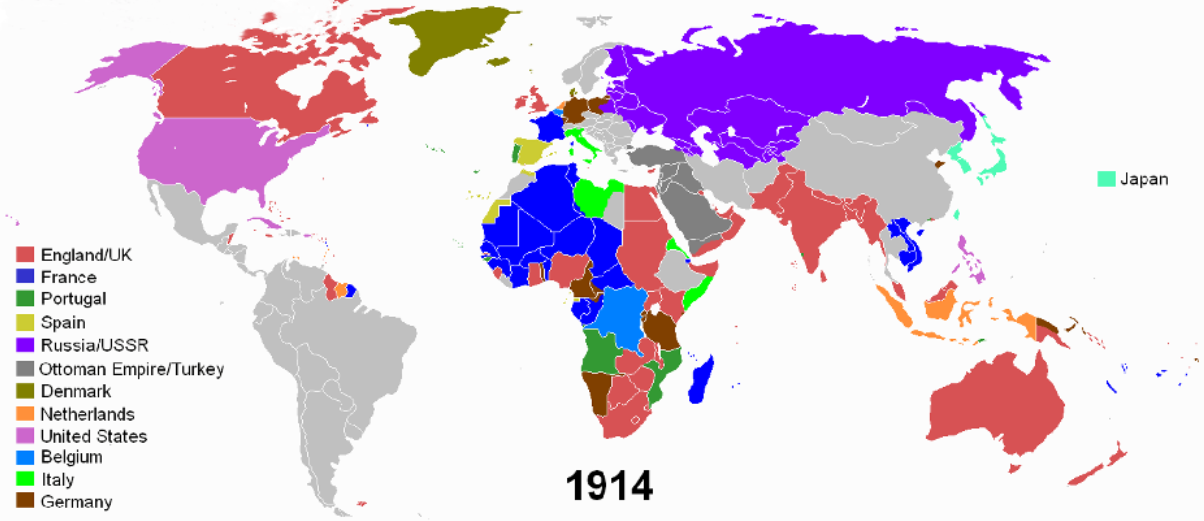 Japan
England/UK
France
Portugal
Spain
Russia/USSR
Ottoman Empire/Turkey
Denmark
Netherlands
United States
Belgium
Italy
Germany
1914